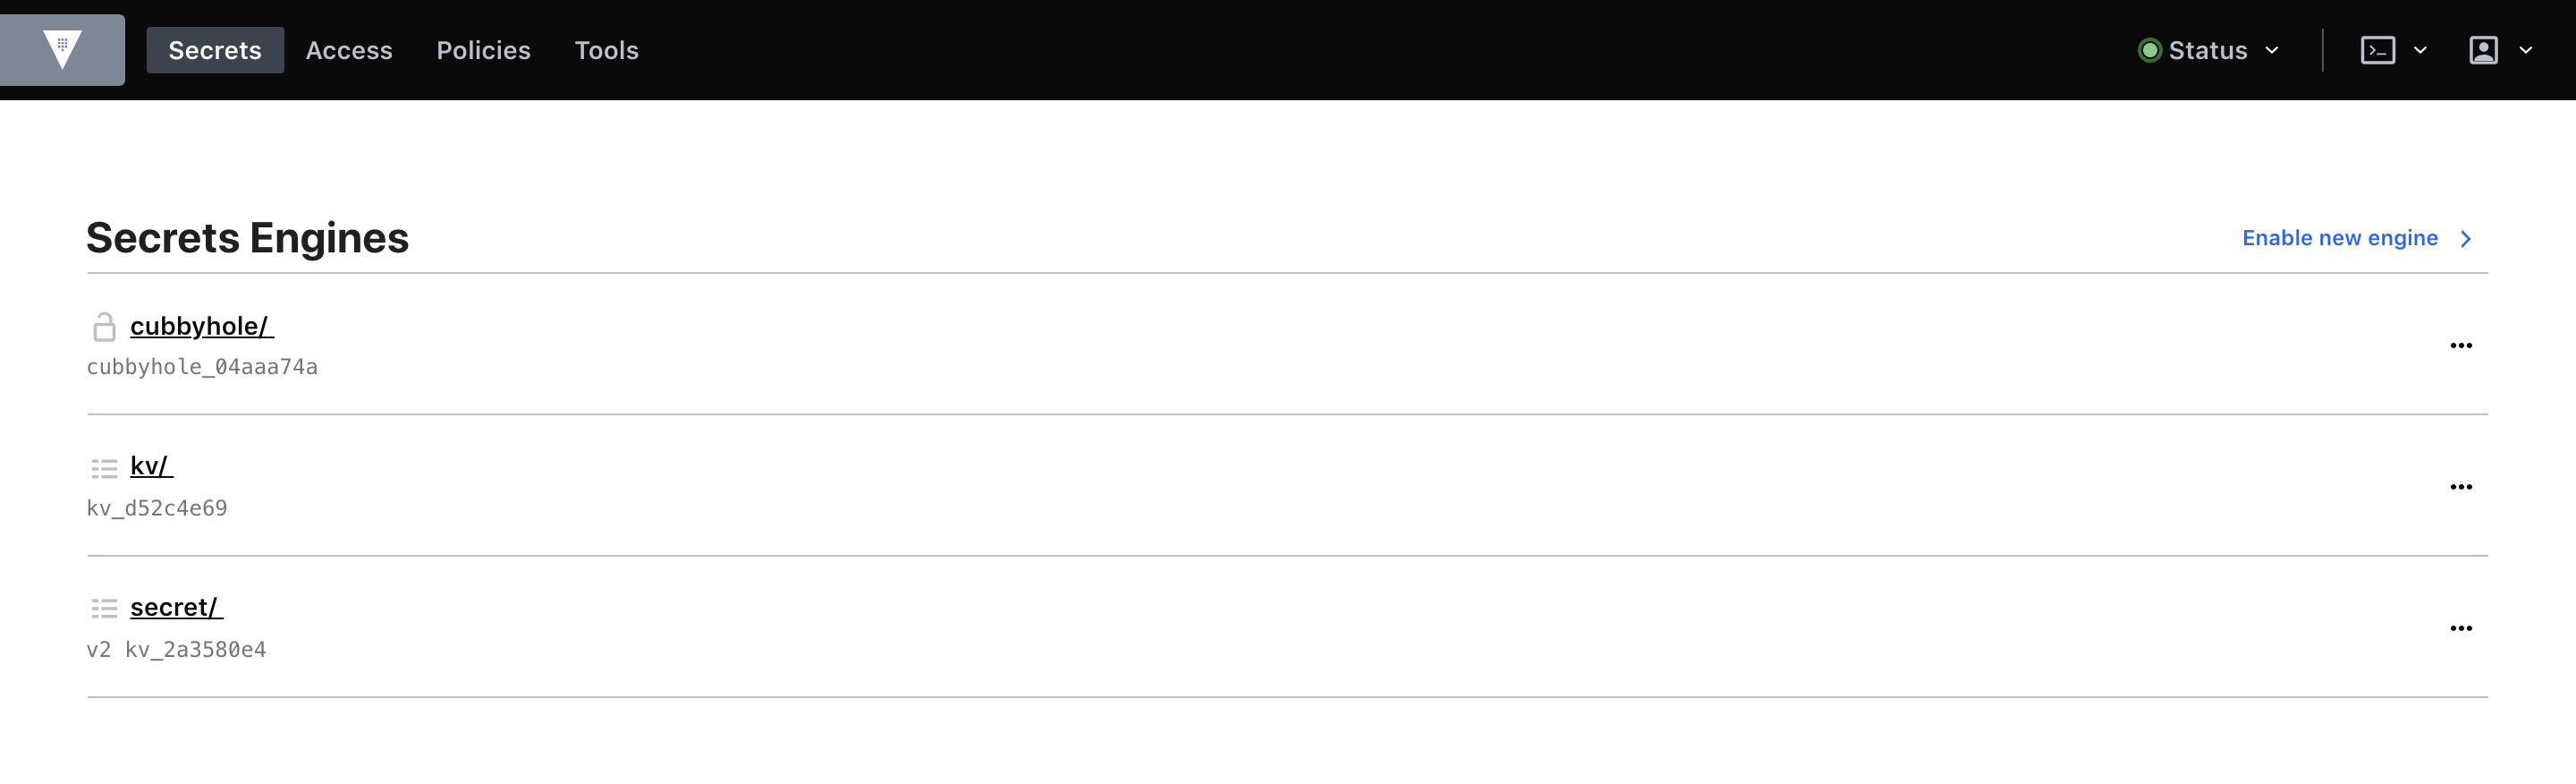 Secrets Access Policies Tools Status
Secrets Engines Enable new engine
cubbyhole/
cubbyhole_04aaa74a
kv/
kv_d52c4e69
secret/
v2 kv_2a3580e4